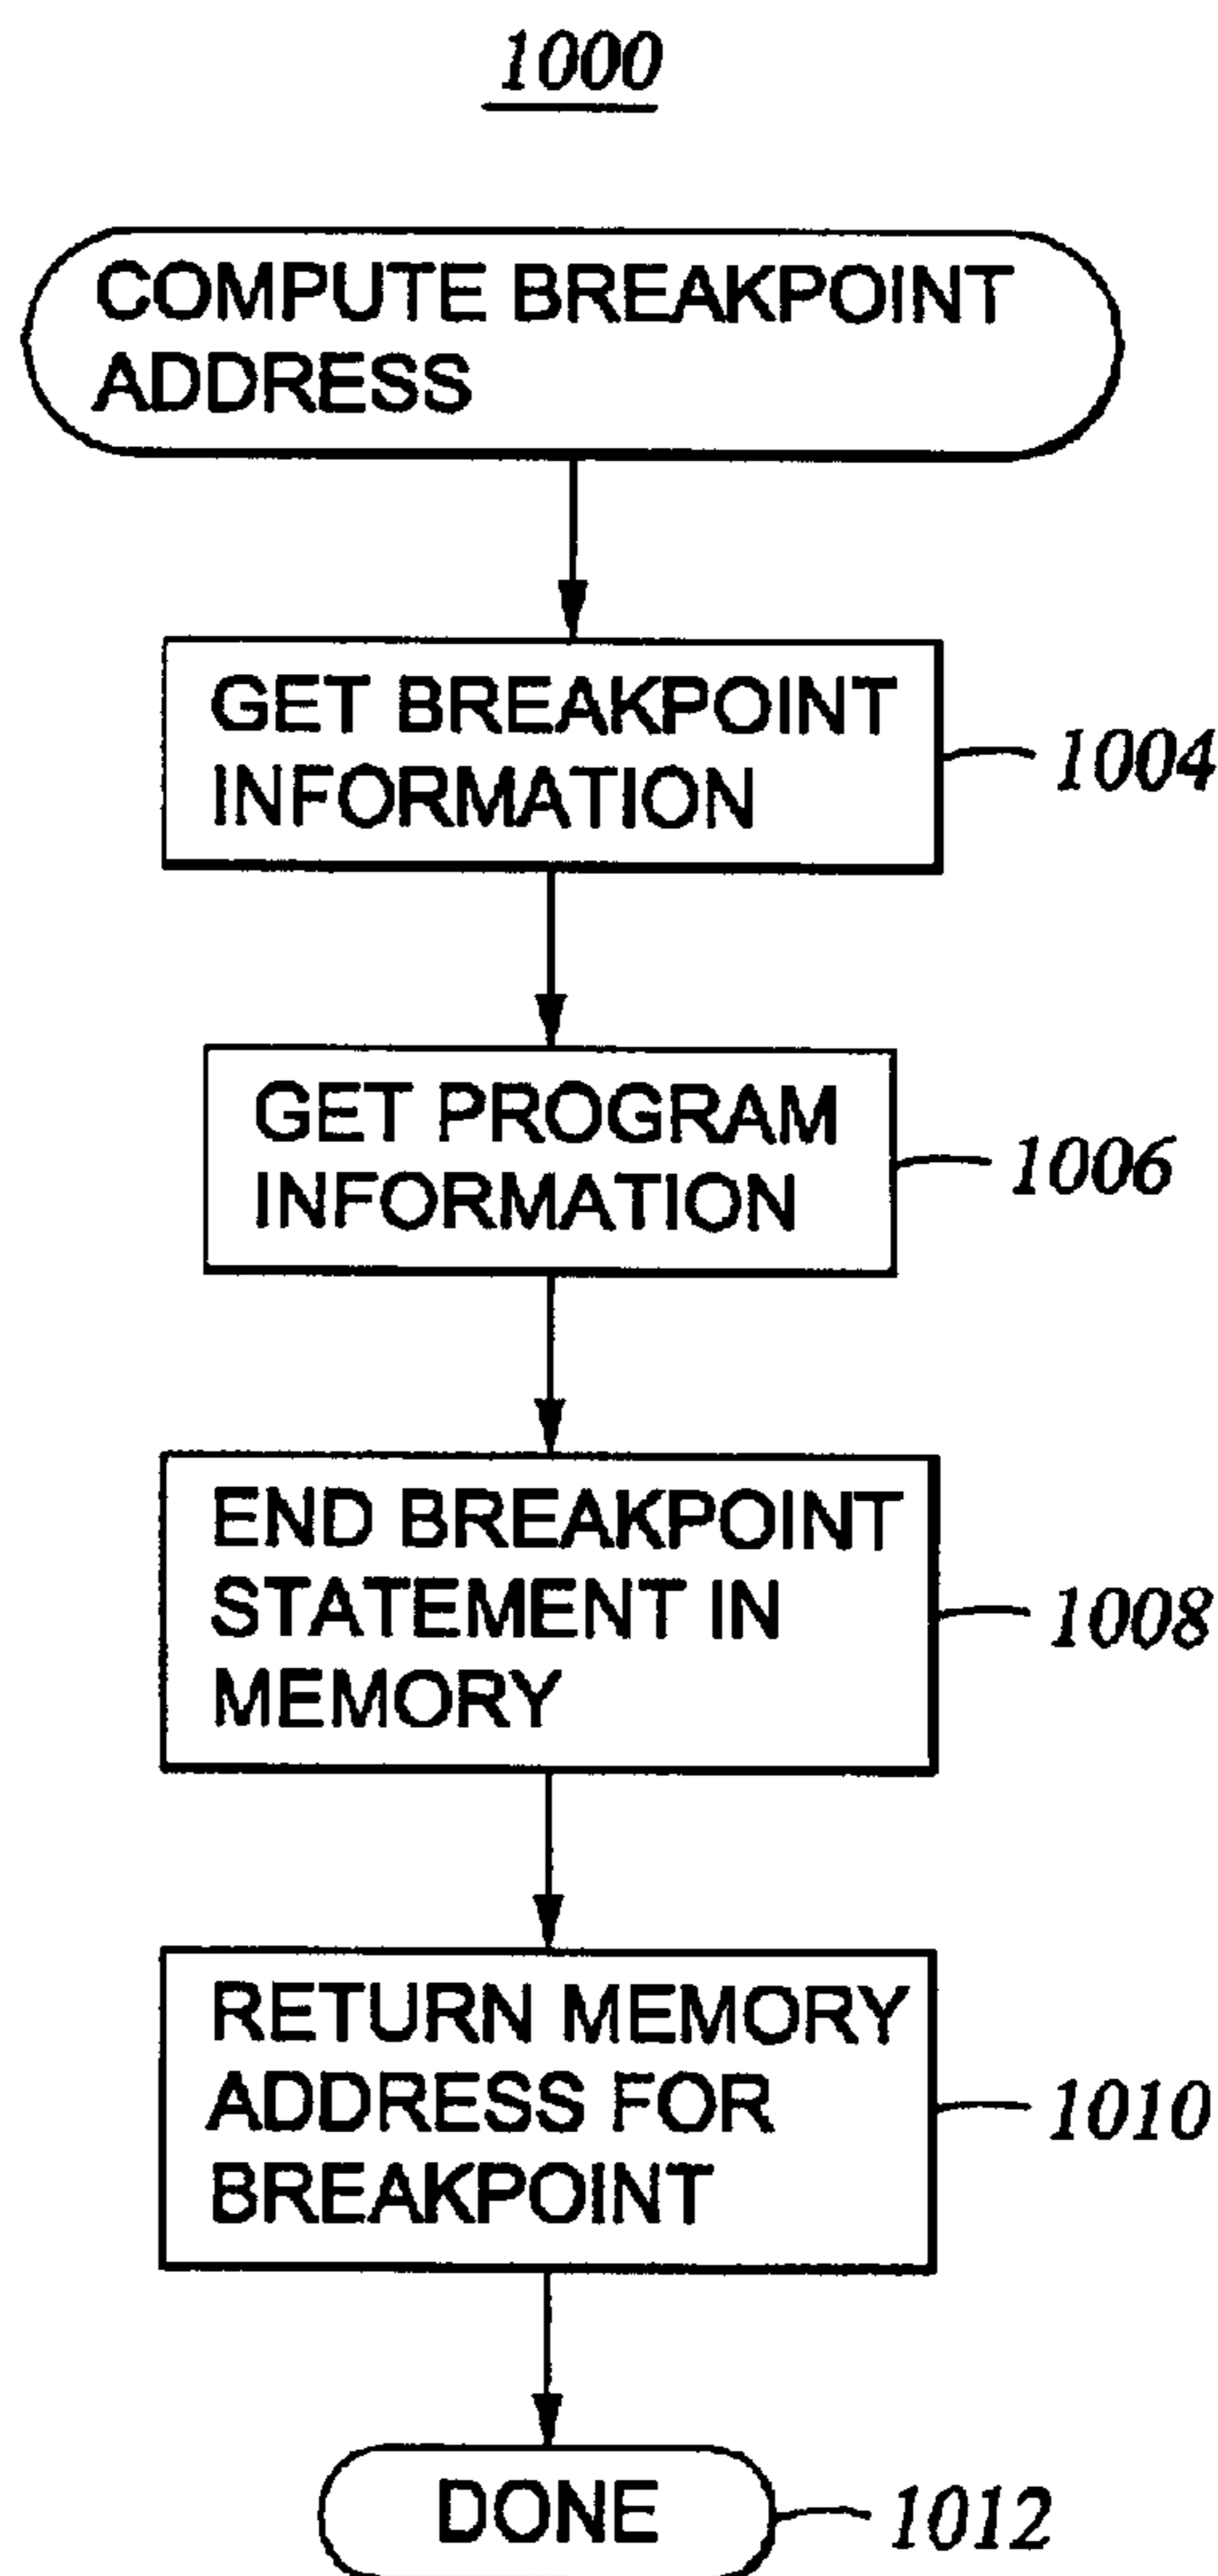 1000
COMPUTE BREAKPOINT
ADDRESS
GET BREAKPOINT
INFORMATION
1004
GET PROGRAM
INFORMATION
1006
END BREAKPOINT
STATEMENT IN
MEMORY
1008
RETURN MEMORY
ADDRESS FOR
BREAKPOINT
1010
DONE
1012